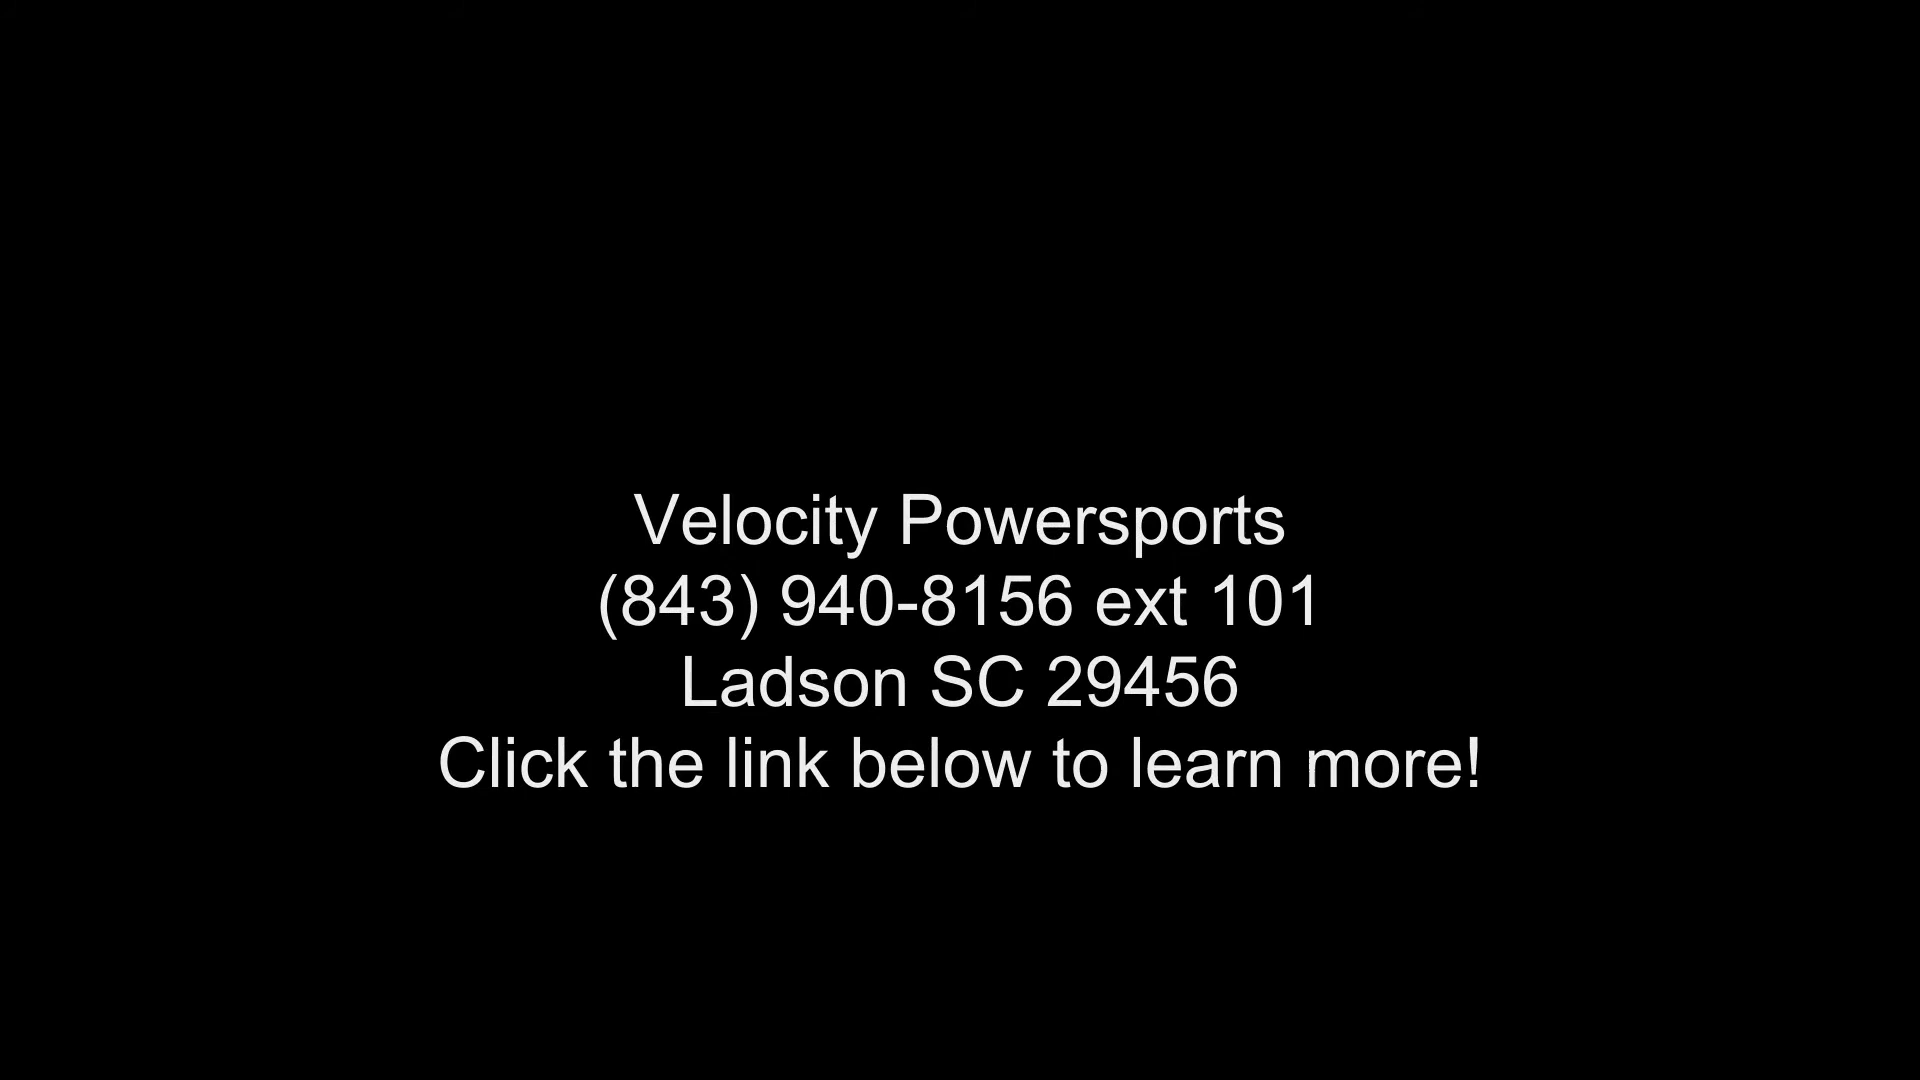 Velocity Powersports
(843) 940-8156 ext 101
Ladson SC 29456
Click the link below to learn more!